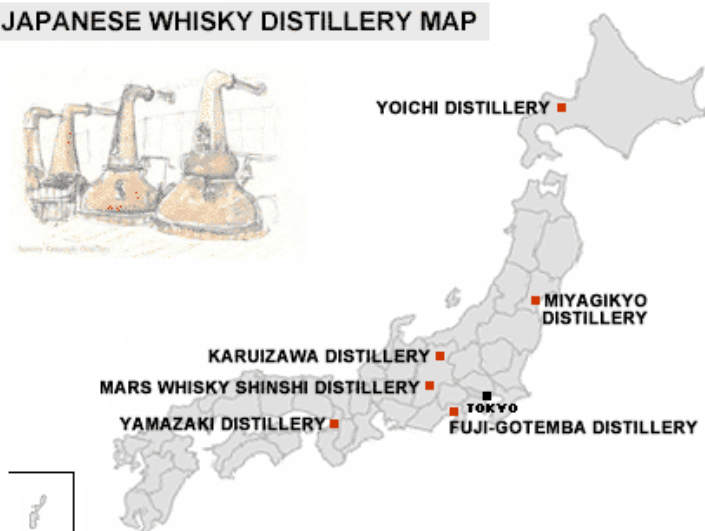 JAPANESE WHISKY DISTILLERY MAP
YOICHI DISTILLERY
MIYAGIKYO
DISTILLERY
KARUIZAWA DISTILLERY
MARS WHISKY SHINSHI DISTILLERY
TOKYO
YAMAZAKI DISTILLERY
FUJI-GOTEMBA DISTILLERY